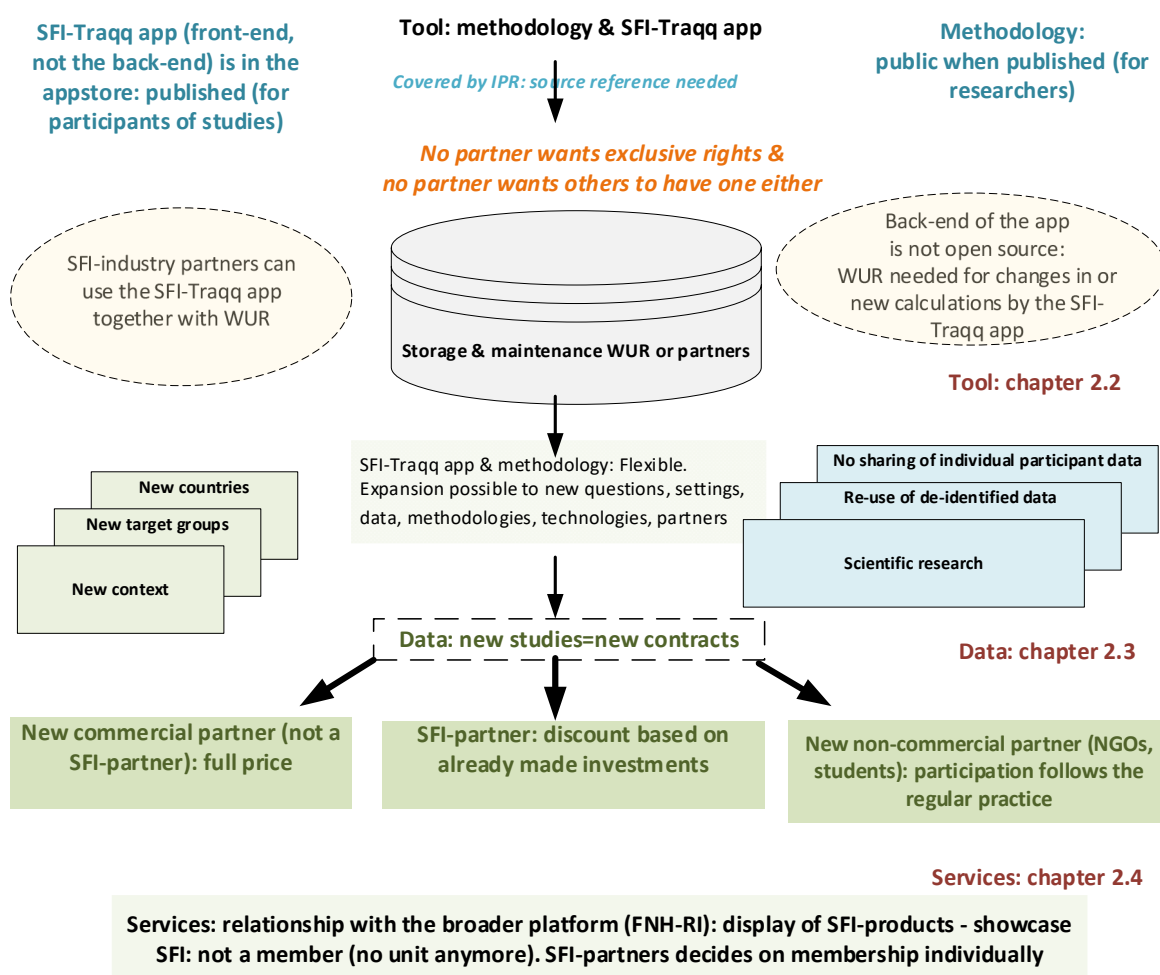 SFI-Traqq app (front-end,
not the back-end) is in the
appstore: published (for
participants of studies)
Tool: methodology & SFI-Traqq app
Covered by IPR: source reference needed
Methodology:
public when published (for
researchers)
No partner wants exclusive rights &
no partner wants others to have one either
SFI-industry partners can
use the SFI-Traqq app
together with WUR
Storage & maintenance WUR or partners
Back-end of the app
is not open source:
WUR needed for changes in or
new calculations by the SFI-
Traqq app
Tool: chapter 2.2
New countries
New target groups
New context
SFI-Traqq app & methodology: Flexible.
Expansion possible to new questions, settings,
data, methodologies, technologies, partners
No sharing of individual participant data
Re-use of de-identified data
Scientific research
Data: new studies=new contracts
Data: chapter 2.3
New commercial partner (not a
SFI-partner): full price
SFI-partner: discount based on
already made investments
New non-commercial partner (NGOs,
students): participation follows the
regular practice
Services: chapter 2.4
Services: relationship with the broader platform (FNH-RI): display of SFI-products - showcase
SFI: not a member (no unit anymore). SFI-partners decides on membership individually